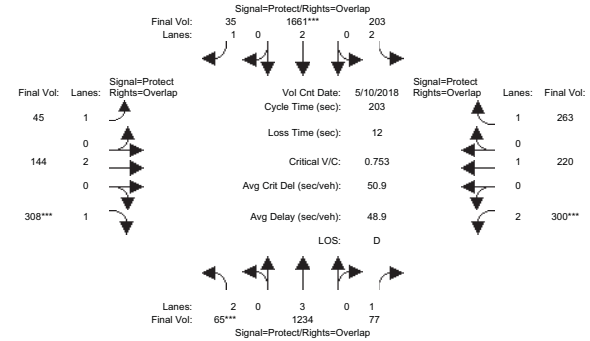 Signal=Protect/Rights=Overlap
Final Vol: 35 1661*** 203
Lanes: 1 0 2 0 2
Signal=Protect Signal=Protect
Final Vol: Lanes: Rights=Overlap Vol Cnt Date: 5/10/2018 Rights=Overlap Lanes: Final Vol:
Cycle Time (sec): 203
45 1 1 263
Loss Time (sec): 12
0 0
144 2 Critical V/C: 0.753 1 220
0 Avg Crit Del (sec/veh): 50.9 0
308*** 1 Avg Delay (sec/veh): 48.9 2 300***
LOS: D
Lanes: 2 0 3 0 1
Final Vol: 65*** 1234 77
Signal=Protect/Rights=Overlap